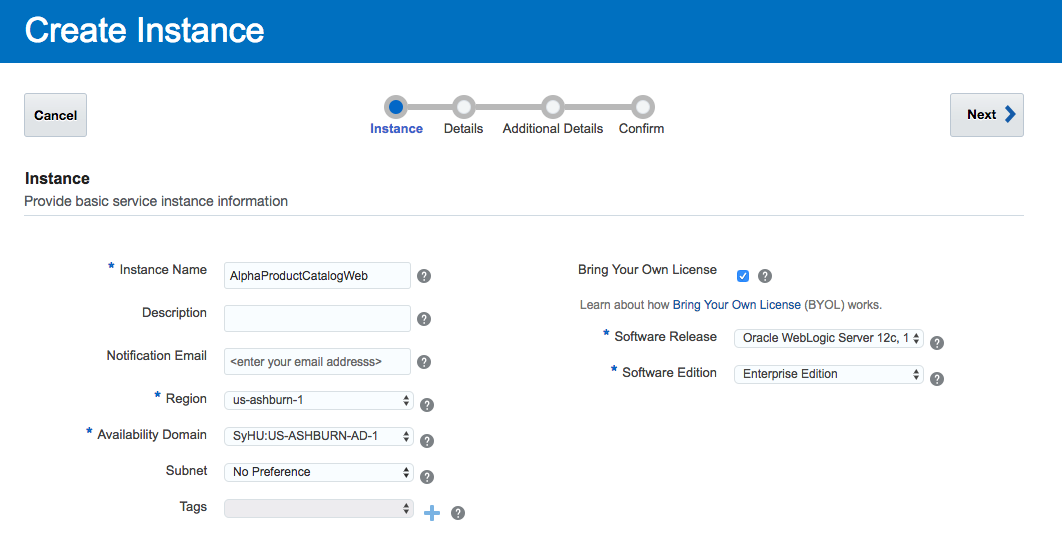 Create Instance
Cancel
Next
Instance Details Additional Details Confirm
Instance
Provide basic service instance information
* Instance Name AlphaProductCatalogWeb ?
Description ?
Notification Email <enter your email addresss> ?
* Region us-ashburn-1 ?
* Availability Domain SyHU:US-ASHBURN-AD-1 ?
Subnet No Preference ?
Tags ?
Bring Your Own License ?
Learn about how Bring Your Own License (BYOL) works.
* Software Release Oracle WebLogic Server 12c, 1 ?
* Software Edition Enterprise Edition ?